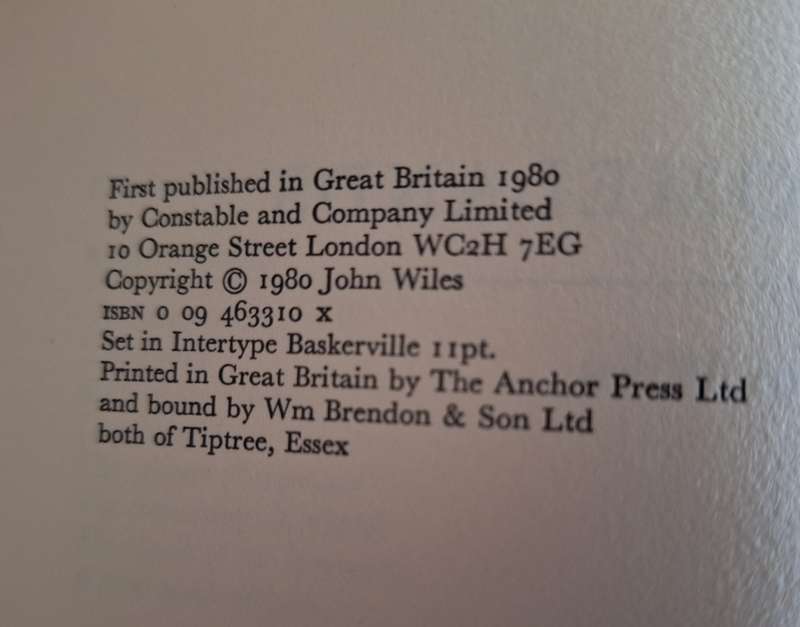 First published in Great Britain 1980
by Constable and Company Limited
10 Orange Street London WC2H 7EG
Copyright © 1980 John Wiles
ISBN 0 09 463310 x
Set in Intertype Baskerville 11pt.
Printed in Great Britain by The Anchor Press Ltd
and bound by Wm Brendon & Son Ltd
both of Tiptree, Essex